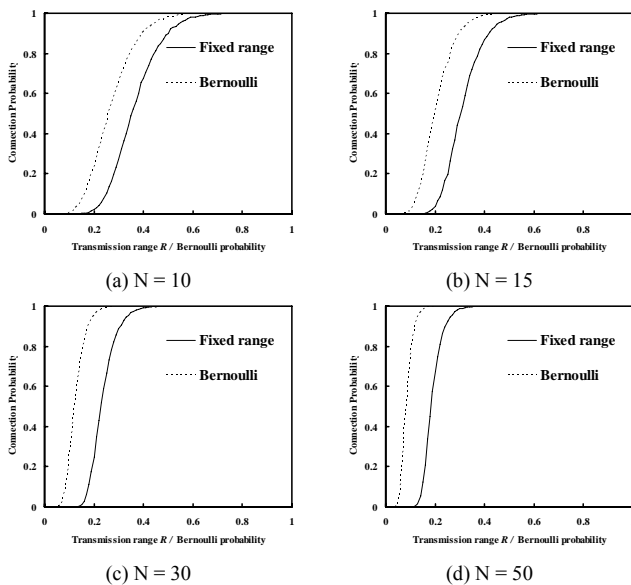 1
0.8
0.6
0.4
0.2
0
Connection Probability
Fixed range
Bernoulli
0 0.2 0.4 0.6 0.8 1
Transmission range R / Bernoulli probability
(a) N = 10
1
0.8
0.6
0.4
0.2
0
Connection Probability
Fixed range
Bernoulli
0 0.2 0.4 0.6 0.8 1
Transmission range R / Bernoulli probability
(b) N = 15
1
0.8
0.6
0.4
0.2
0
Connection Probability
Fixed range
Bernoulli
0 0.2 0.4 0.6 0.8 1
Transmission range R / Bernoulli probability
(c) N = 30
1
0.8
0.6
0.4
0.2
0
Connection Probability
Fixed range
Bernoulli
0 0.2 0.4 0.6 0.8 1
Transmission range R / Bernoulli probability
(d) N = 50